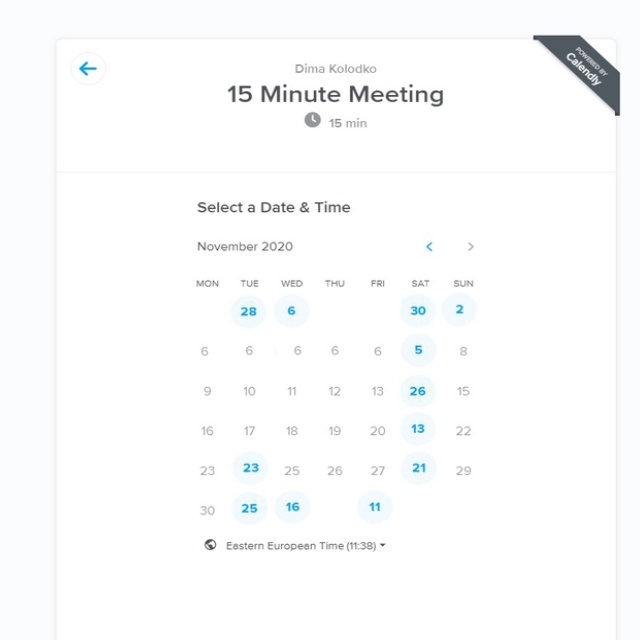 POWERED BY
Calendly
Dima Kolodko
15 Minute Meeting
15 min
Select a Date & Time
November 2020
MON TUE WED THU FRI SAT SUN
28 6 30 2
6 6 6 6 6 5 8
9 10 11 12 13 26 15
16 17 18 19 20 13 22
23 23 25 26 27 21 29
30 25 16 11
Eastern European Time (11:38)